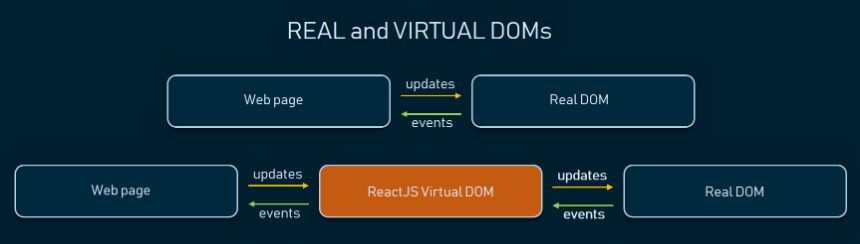 REAL and VIRTUAL DOMs
updates
Web page
Real DOM
events
updates
updates
Web page
ReactJS Virtual DOM
Real DOM
events
events